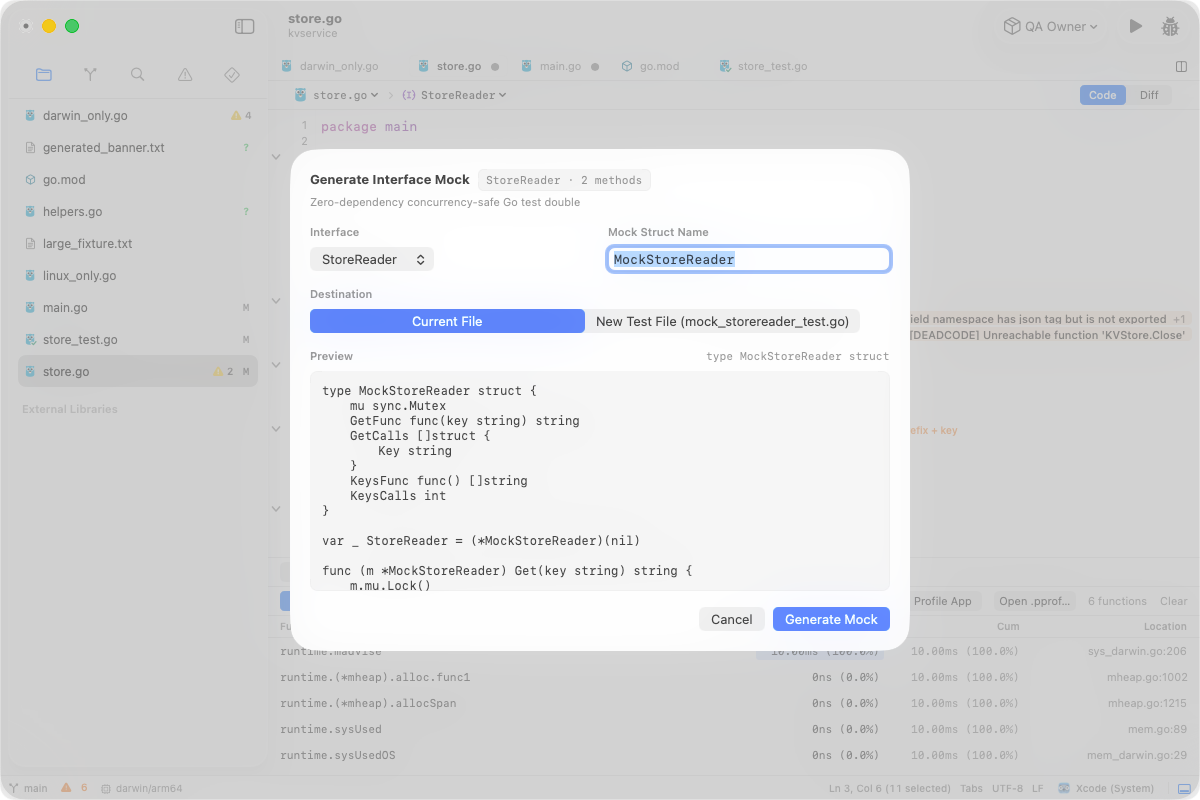 store.go
kvservice
QA Owner
darwin_only.go
store.go
main.go
go.mod
store_test.go
store.go
StoreReader
Code
Diff
darwin_only.go
4
generated_banner.txt
?
go.mod
helpers.go
?
large_fixture.txt
linux_only.go
main.go
M
store_test.go
M
store.go
2 M
External Libraries
1 package main
2
Generate Interface Mock
StoreReader · 2 methods
Zero-dependency concurrency-safe Go test double
Interface
Mock Struct Name
StoreReader
MockStoreReader
Destination
Current File
New Test File (mock_storereader_test.go)
Preview
type MockStoreReader struct
type MockStoreReader struct {
    mu sync.Mutex
    GetFunc func(key string) string
    GetCalls []struct {
        Key string
    }
    KeysFunc func() []string
    KeysCalls int
}
var _ StoreReader = (*MockStoreReader)(nil)
func (m *MockStoreReader) Get(key string) string {
    m.mu.Lock()
Cancel
Generate Mock
ield namespace has json tag but is not exported +1
[DEADCODE] Unreachable function 'KVStore.Close'
efix + key
Profile App
Open .pprof...
6 functions
Clear
Cum
Location
runtime.madvise 10.00ms (100.0%) 10.00ms (100.0%) sys_darwin.go:206
runtime.(*mheap).alloc.func1 0ns (0.0%) 10.00ms (100.0%) mheap.go:1002
runtime.(*mheap).allocSpan 0ns (0.0%) 10.00ms (100.0%) mheap.go:1215
runtime.sysUsed 0ns (0.0%) 10.00ms (100.0%) mem.go:89
runtime.sysUsedOS 0ns (0.0%) 10.00ms (100.0%) mem_darwin.go:29
main
6
darwin/arm64
Ln 3, Col 6 (11 selected)
Tabs
UTF-8
LF
Xcode (System)